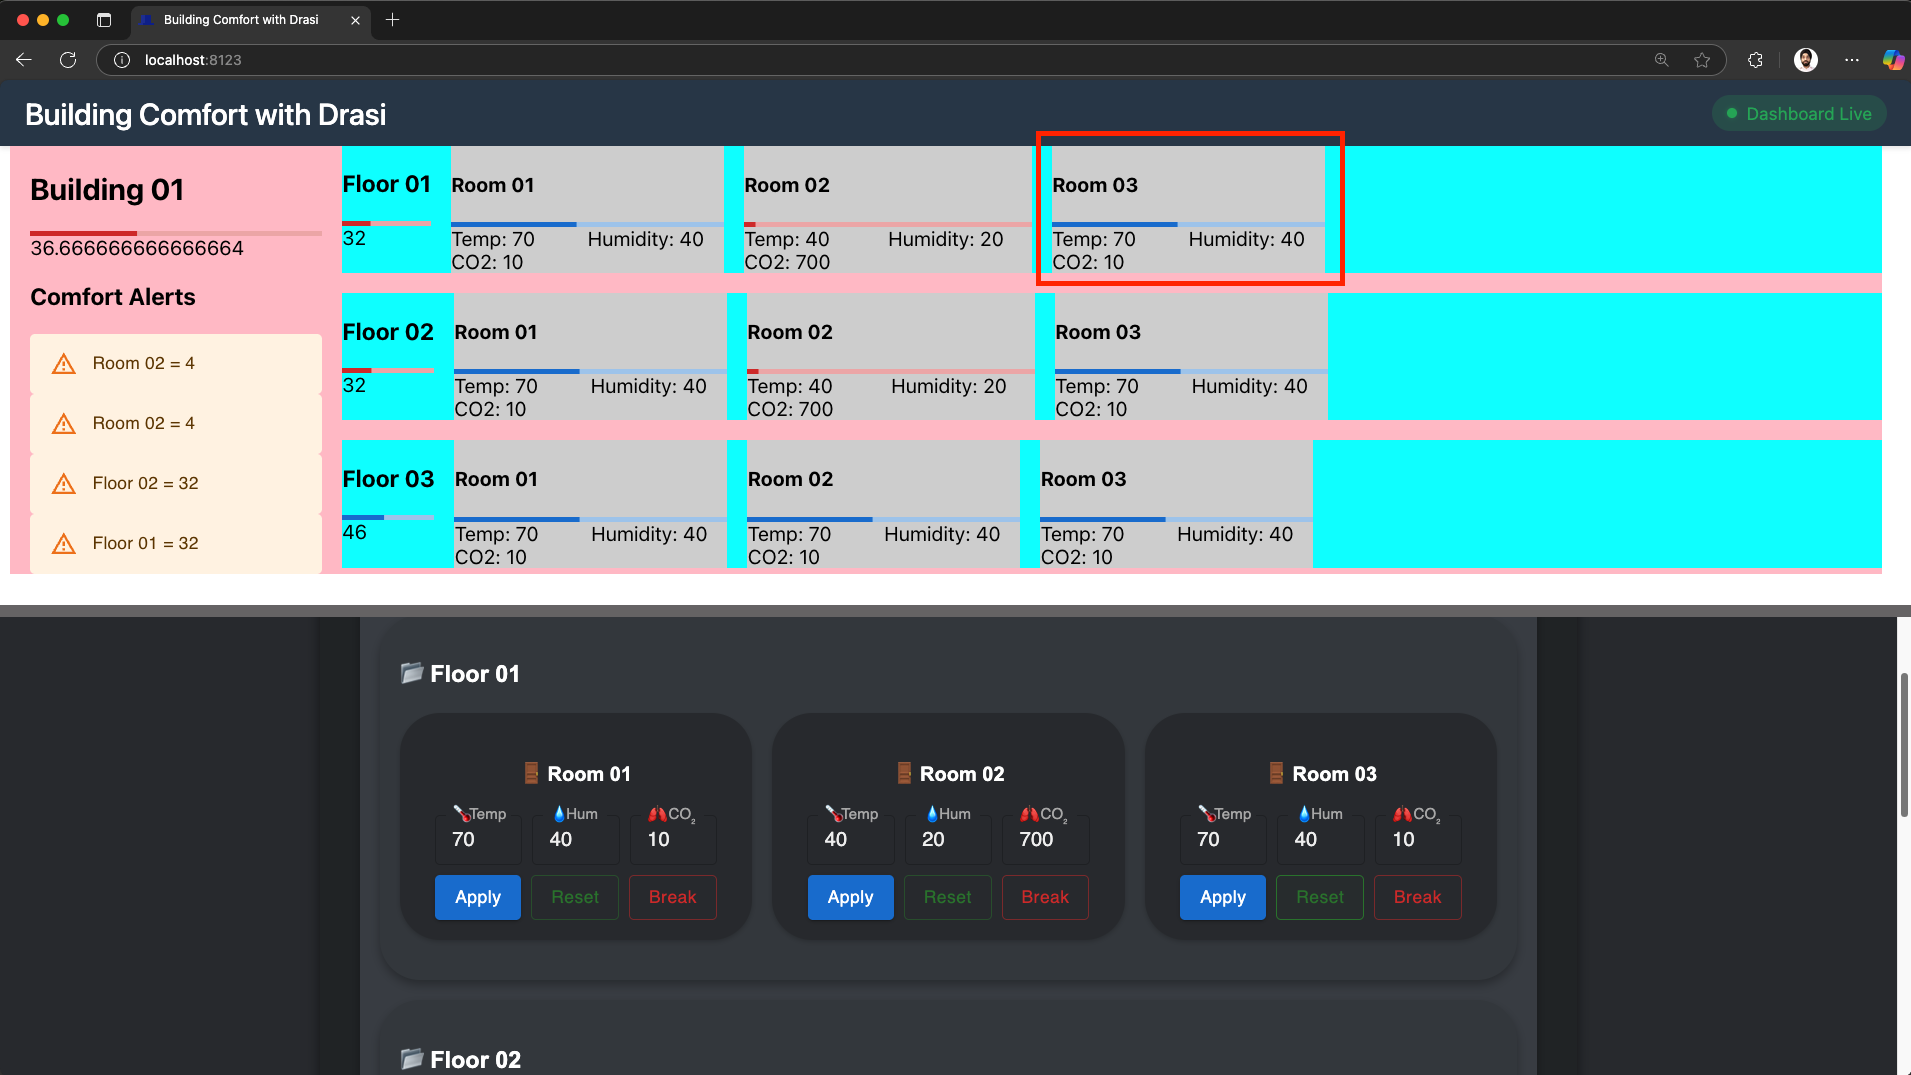 Building Comfort with Drasi
localhost:8123
Building Comfort with Drasi
Dashboard Live
Building 01
36.666666666666664
Comfort Alerts
Room 02 = 4
Room 02 = 4
Floor 02 = 32
Floor 01 = 32
Floor 01
32
Room 01
Temp: 70 Humidity: 40
CO2: 10
Room 02
Temp: 40 Humidity: 20
CO2: 700
Room 03
Temp: 70 Humidity: 40
CO2: 10
Floor 02
32
Room 01
Temp: 70 Humidity: 40
CO2: 10
Room 02
Temp: 40 Humidity: 20
CO2: 700
Room 03
Temp: 70 Humidity: 40
CO2: 10
Floor 03
46
Room 01
Temp: 70 Humidity: 40
CO2: 10
Room 02
Temp: 70 Humidity: 40
CO2: 10
Room 03
Temp: 70 Humidity: 40
CO2: 10
Floor 01
Room 01
Temp Hum CO₂
70 40 10
Apply Reset Break
Room 02
Temp Hum CO₂
40 20 700
Apply Reset Break
Room 03
Temp Hum CO₂
70 40 10
Apply Reset Break
Floor 02